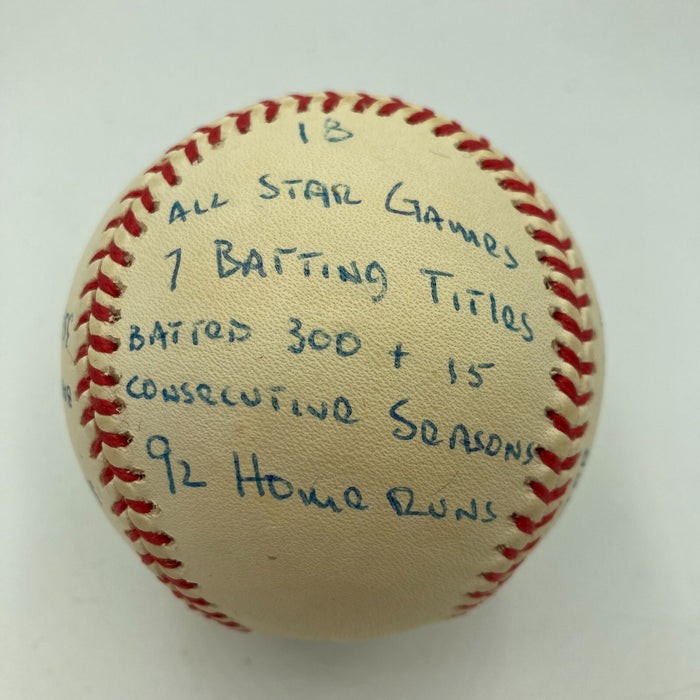 18
ALL STAR GAMES
7 BATTING TITLES
BATTED 300 + 15
CONSECUTIVE SEASONS
92 HOME RUNS